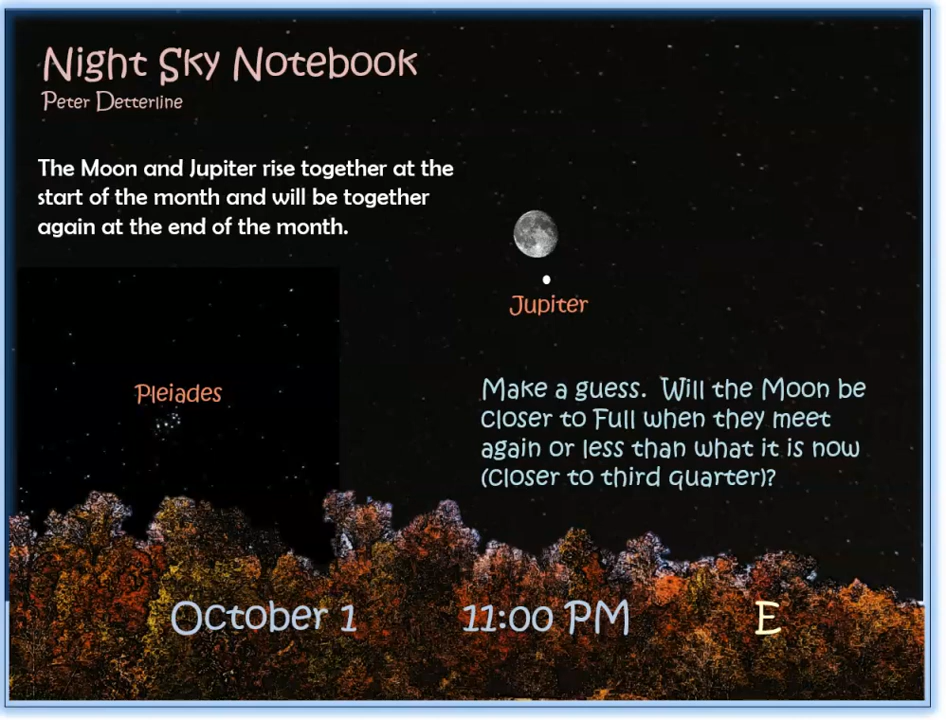 Night Sky Notebook
Peter Detterline
The Moon and Jupiter rise together at the
start of the month and will be together
again at the end of the month.
Jupiter
Pleiades
Make a guess.  Will the Moon be
closer to Full when they meet
again or less than what it is now
(closer to third quarter)?
October 1 11:00 PM E